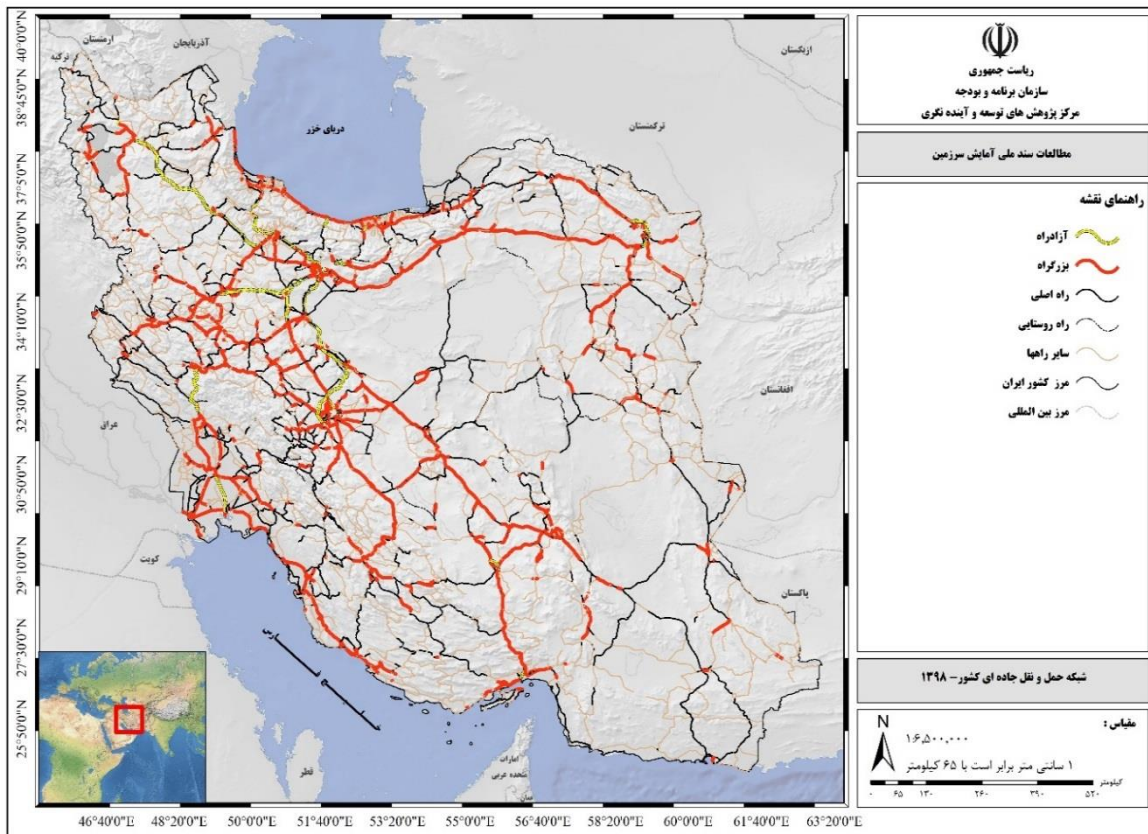 ریاست جمهوری
سازمان برنامه و بودجه
مرکز پژوهش های توسعه و آینده نگری
مطالعات سند ملی آمایش سرزمین
راهنمای نقشه
آزادراه
بزرگراه
راه اصلی
راه روستایی
سایر راهها
مرز کشور ایران
مرز بین المللی
شبکه حمل و نقل جاده ای کشور- ۱۳۹۸
مقیاس :
N
۱:۶,۵۰۰,۰۰۰
۱ سانتی متر برابر است با ۶۵ کیلومتر
کیلومتر
۰ ۶۵ ۱۳۰ ۲۶۰ ۳۹۰ ۵۲۰
ارمنستان
آذربایجان
ترکیه
ازبکستان
دریای خزر
ترکمنستان
افغانستان
عراق
کویت
پاکستان
قطر
امارات
متحده عربی
عمان
40°0'0"N
38°45'0"N
37°5'0"N
35°50'0"N
34°10'0"N
32°30'0"N
30°50'0"N
29°10'0"N
27°30'0"N
25°50'0"N
46°40'0"E 48°20'0"E 50°0'0"E 51°40'0"E 53°20'0"E 55°0'0"E 56°40'0"E 58°20'0"E 60°0'0"E 61°40'0"E 63°20'0"E